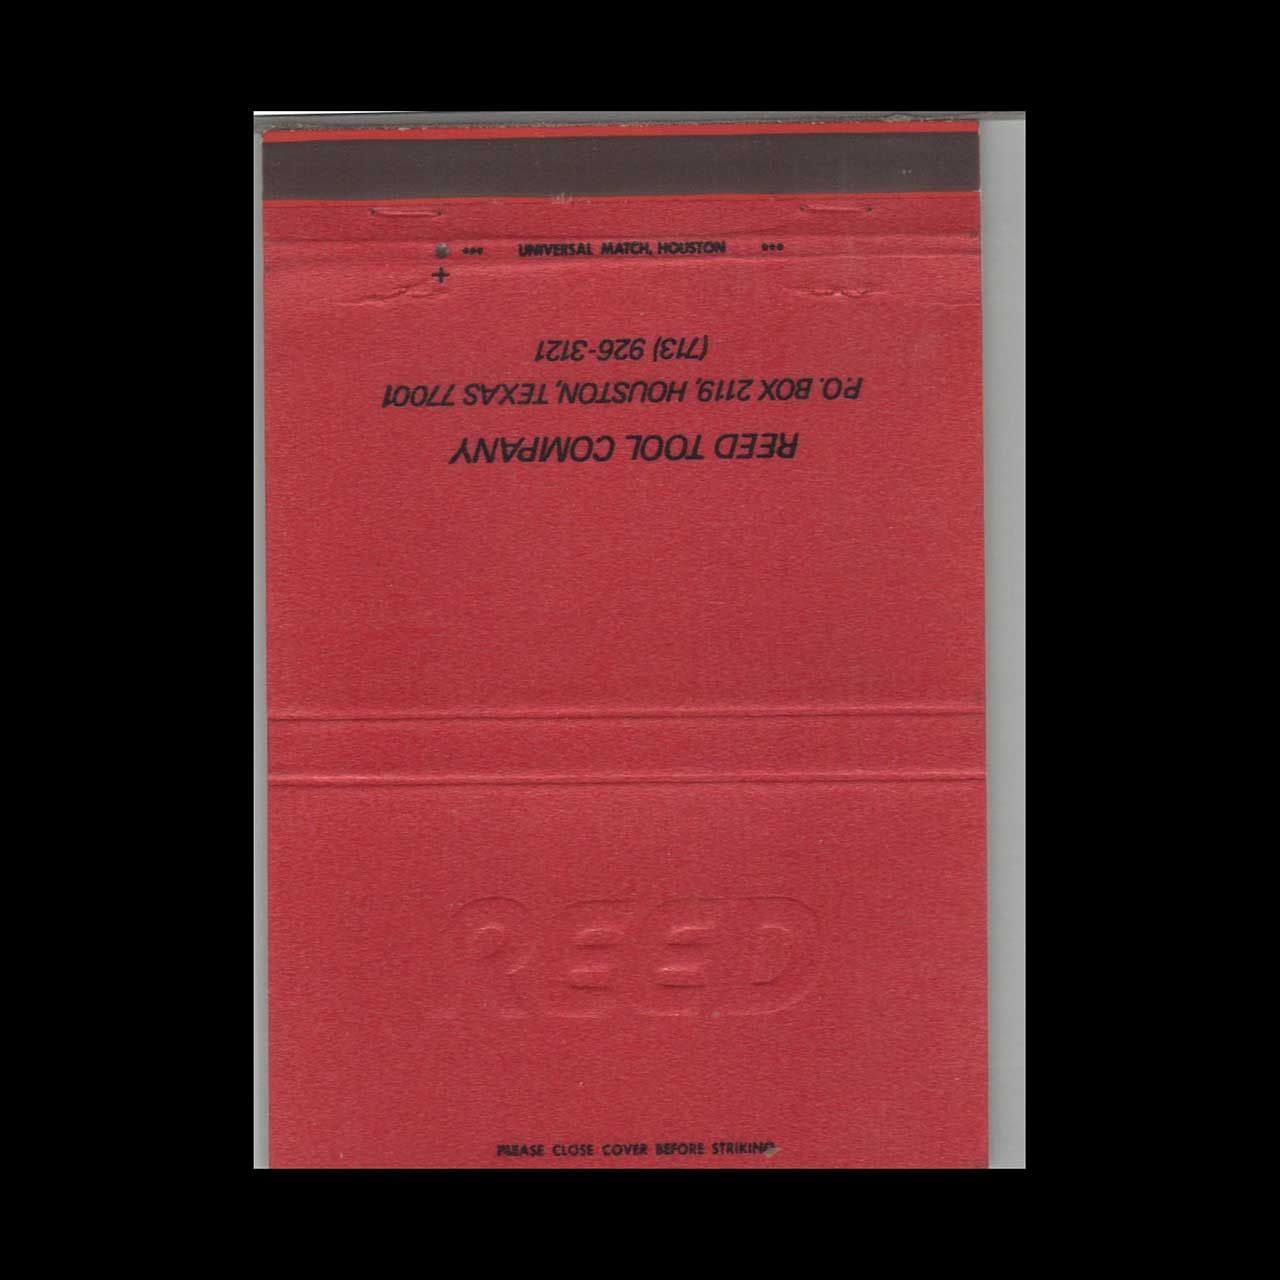 ••• UNIVERSAL MATCH, HOUSTON •••
+
REED TOOL COMPANY
P.O. BOX 2119, HOUSTON, TEXAS 77001
(713) 926-3121
REED
PLEASE CLOSE COVER BEFORE STRIKING